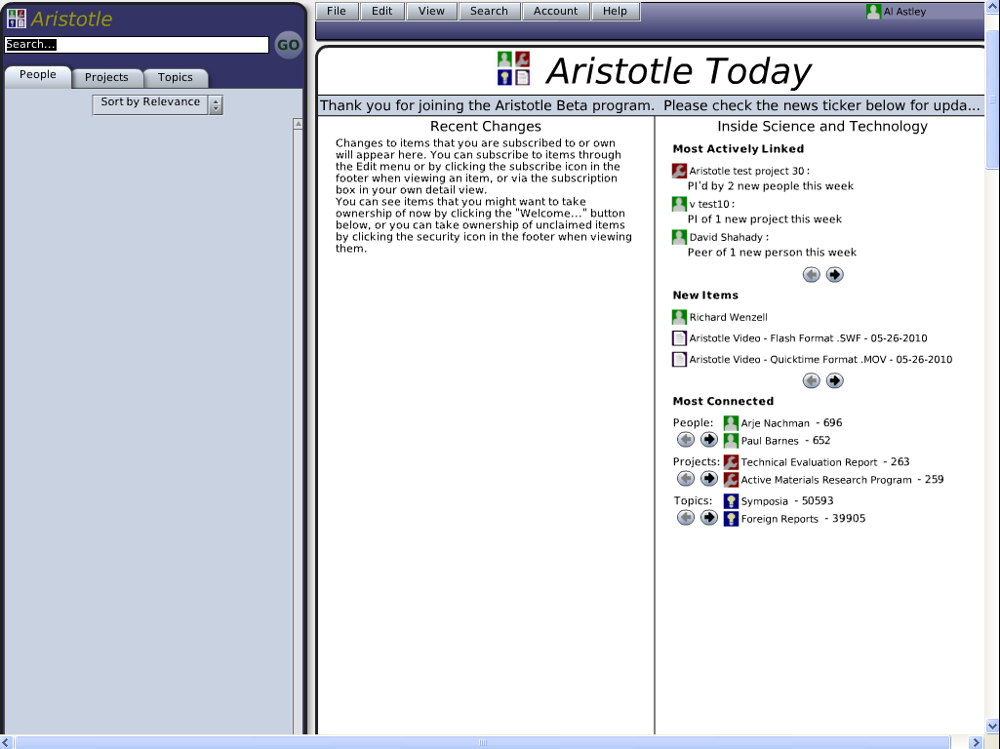 Aristotle
Search...
GO
People
Projects
Topics
Sort by Relevance
File
Edit
View
Search
Account
Help
Al Astley
Aristotle Today
Thank you for joining the Aristotle Beta program. Please check the news ticker below for upda...
Recent Changes
Changes to items that you are subscribed to or own
will appear here. You can subscribe to items through
the Edit menu or by clicking the subscribe icon in the
footer when viewing an item, or via the subscription
box in your own detail view.
You can see items that you might want to take
ownership of now by clicking the "Welcome..." button
below, or you can take ownership of unclaimed items
by clicking the security icon in the footer when viewing
them.
Inside Science and Technology
Most Actively Linked
Aristotle test project 30 :
PI'd by 2 new people this week
v test10 :
PI of 1 new project this week
David Shahady :
Peer of 1 new person this week
New Items
Richard Wenzell
Aristotle Video - Flash Format .SWF - 05-26-2010
Aristotle Video - Quicktime Format .MOV - 05-26-2010
Most Connected
People:
Arje Nachman - 696
Paul Barnes - 652
Projects:
Technical Evaluation Report - 263
Active Materials Research Program - 259
Topics:
Symposia - 50593
Foreign Reports - 39905